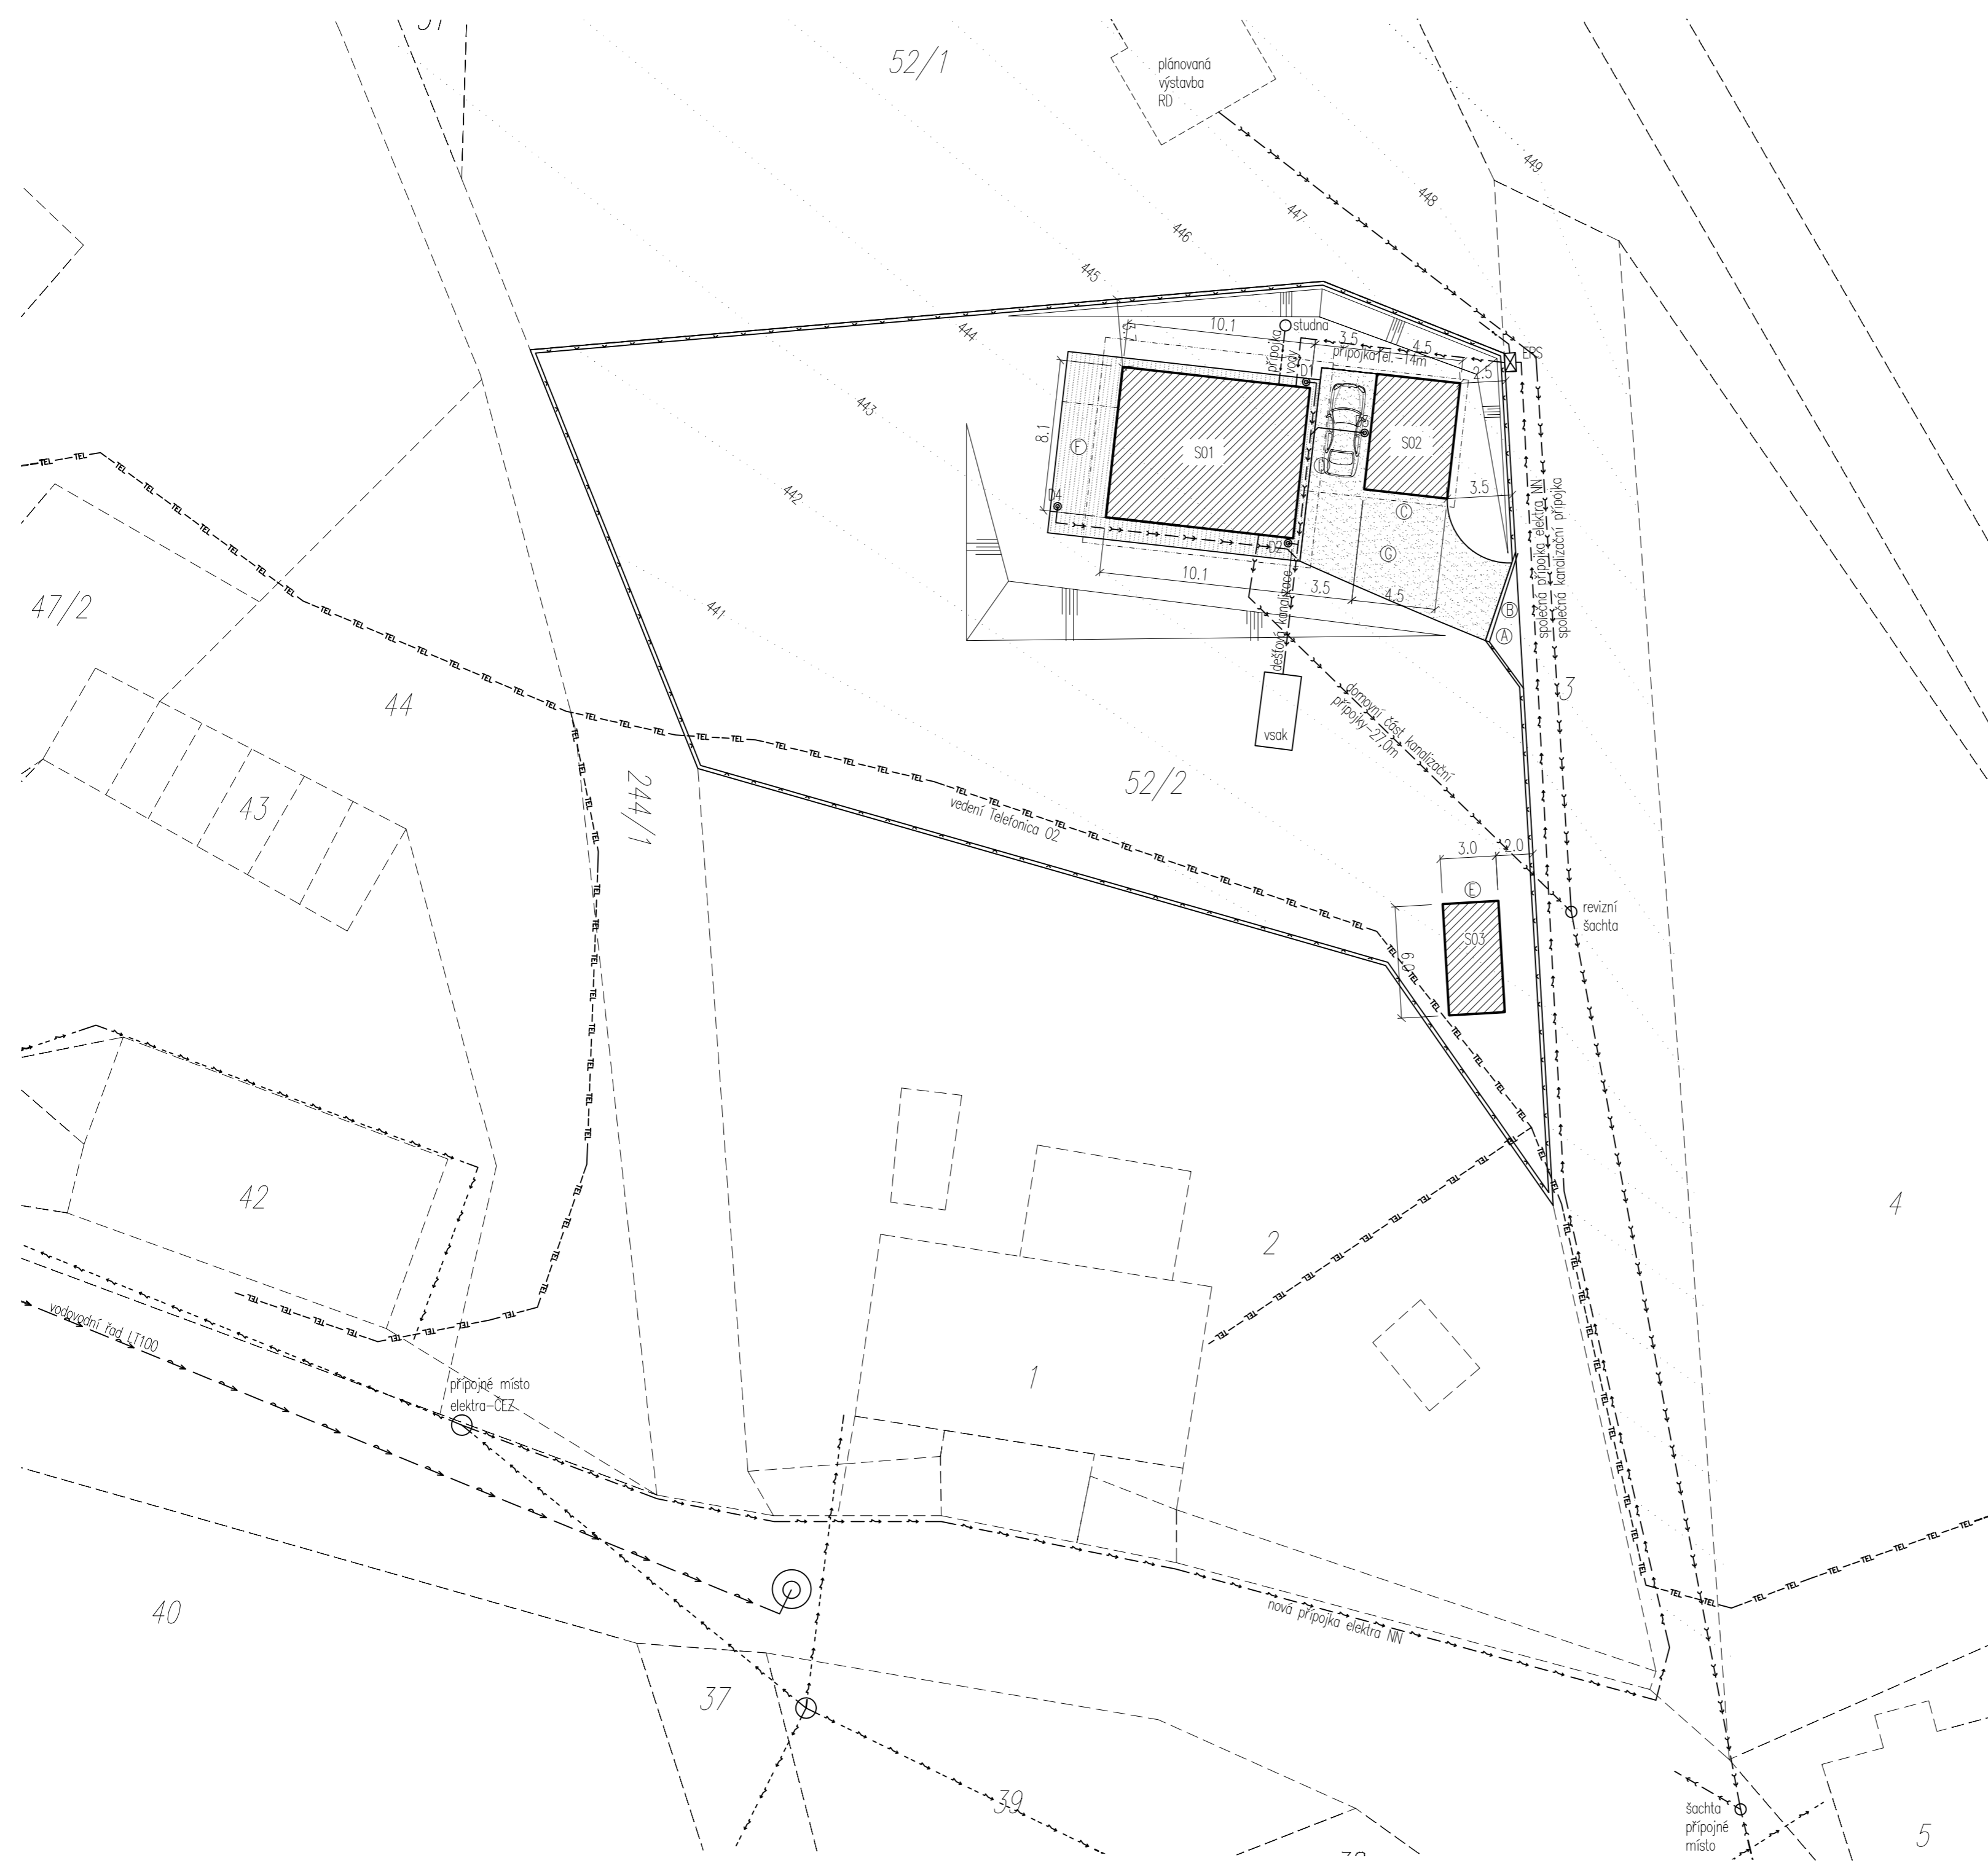 52/1
plánovaná
výstavba
RD
449
448
447
446
445
444
443
442
441
10.1
studna
přípojka
vody
3.5
4.5
přípojka tel.-14m
EPS
2.5
D1
D3
8.1
F
S01
S02
D4
3.5
C
D2
G
10.1
3.5
4.5
B
A
společná přípojka elektra NN
společná kanalizační přípojka
dešťová kanalizace
vsak
domovní část kanalizační
přípojky-27.0m
3
47/2
44
43
244/1
52/2
vedení Telefonica O2
TEL
3.0
2.0
E
S03
6.0
revizní
šachta
42
2
4
1
vodovodní řad LT100
přípojné místo
elektra-ČEZ
nová přípojka elektra NN
40
37
39
šachta
přípojné
místo
5